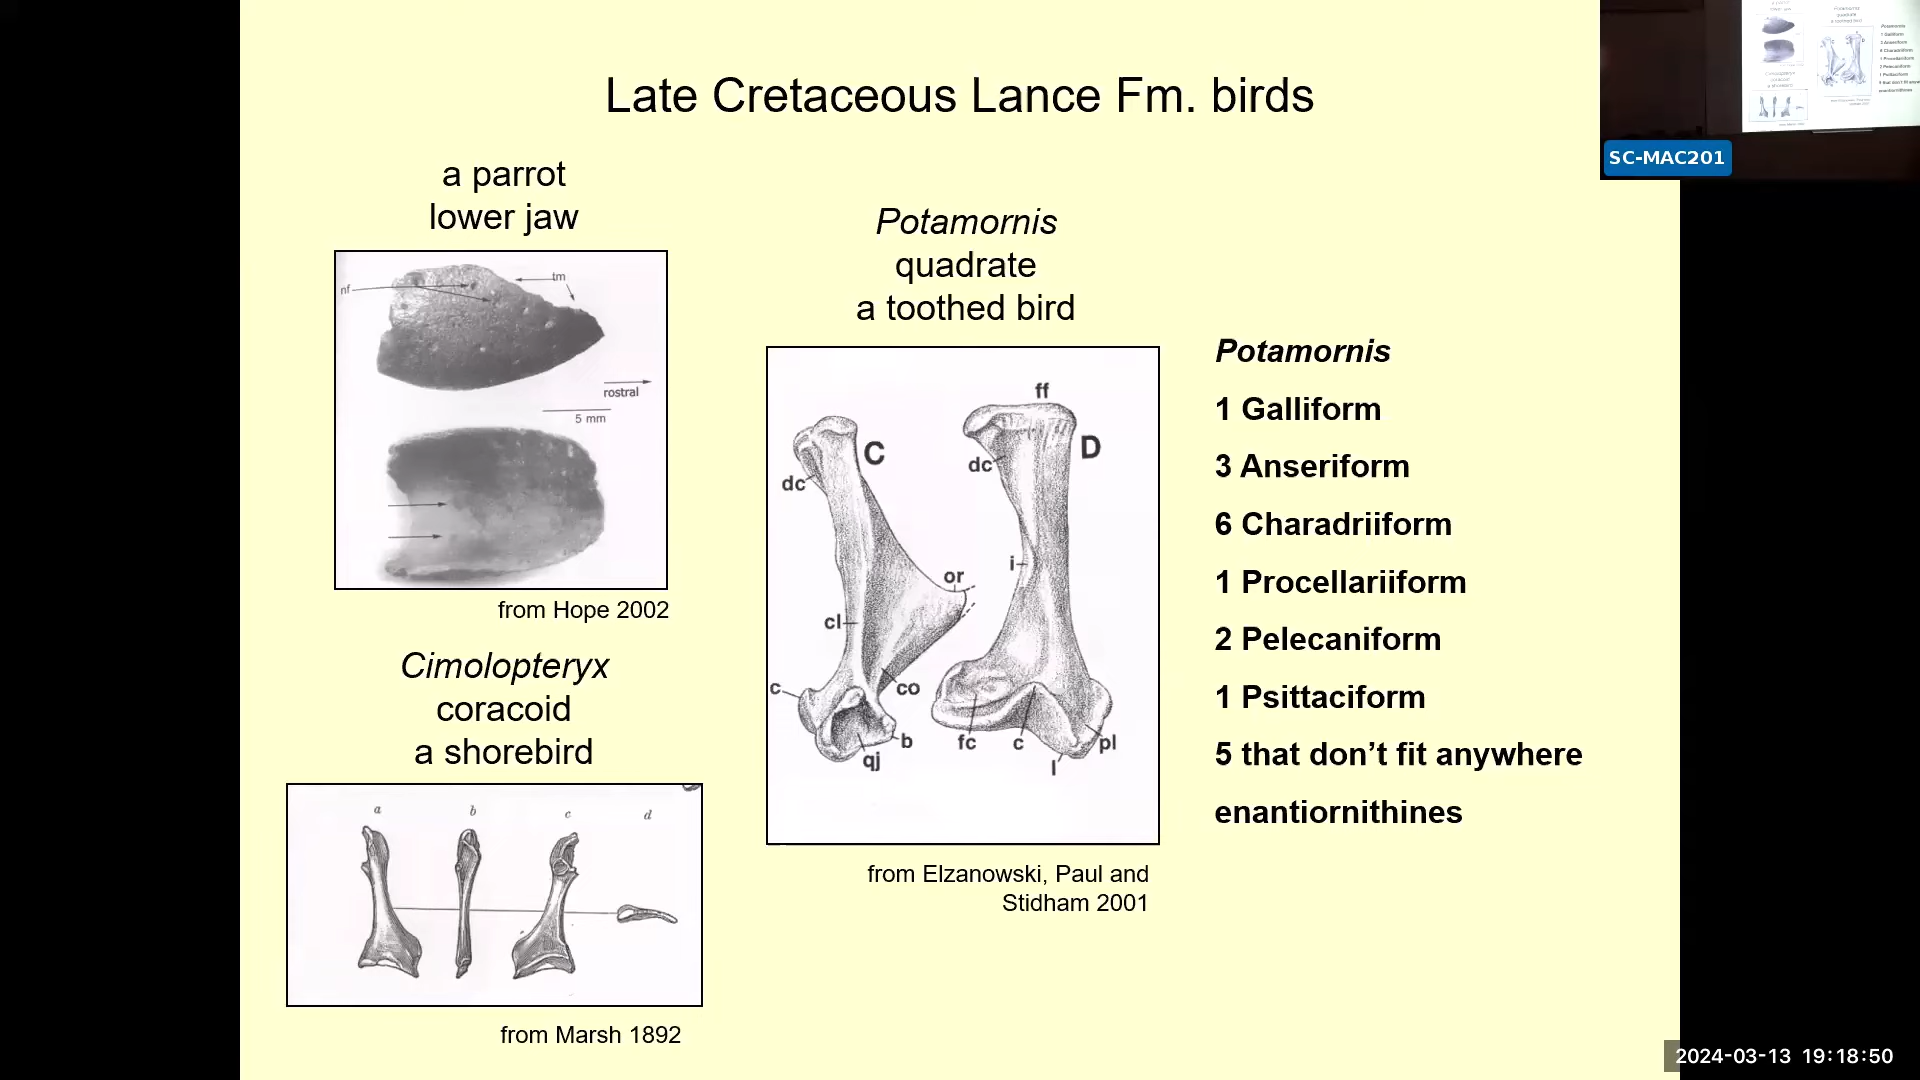 Late Cretaceous Lance Fm. birds
a parrot
lower jaw
nf
tm
rostral
5 mm
from Hope 2002
Cimolopteryx
coracoid
a shorebird
a
b
c
d
from Marsh 1892
Potamornis
quadrate
a toothed bird
ff
C
D
dc
dc
i
or
cl
c
co
b
qj
fc
c
l
pl
from Elzanowski, Paul and
Stidham 2001
Potamornis
1 Galliform
3 Anseriform
6 Charadriiform
1 Procellariiform
2 Pelecaniform
1 Psittaciform
5 that don’t fit anywhere
enantiornithines
SC-MAC201
2024-03-13 19:18:50